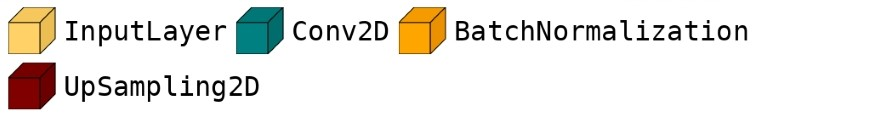 InputLayer Conv2D BatchNormalization
UpSampling2D